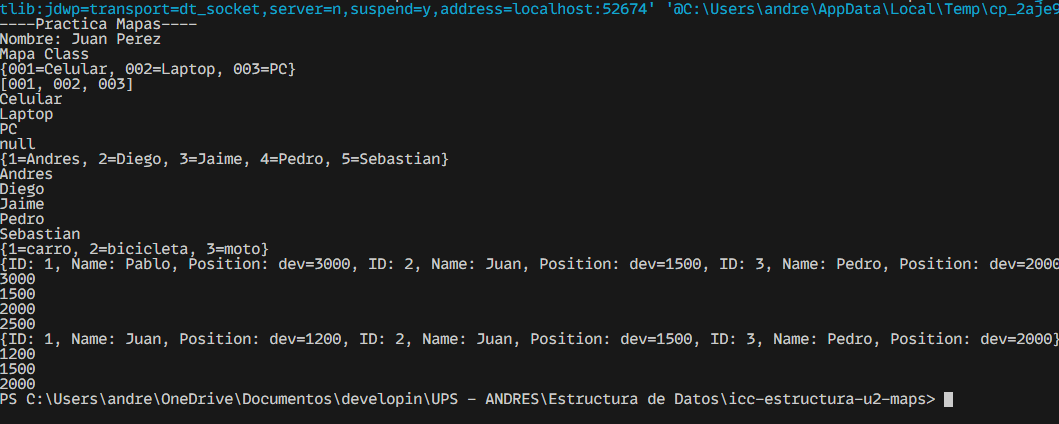 tlib:jdwp=transport=dt_socket,server=n,suspend=y,address=localhost:52674' '@C:\Users\andre\AppData\Local\Temp\cp_2aje9
----Practica Mapas----
Nombre: Juan Perez
Mapa Class
{001=Celular, 002=Laptop, 003=PC}
[001, 002, 003]
Celular
Laptop
PC
null
{1=Andres, 2=Diego, 3=Jaime, 4=Pedro, 5=Sebastian}
Andres
Diego
Jaime
Pedro
Sebastian
{1=carro, 2=bicicleta, 3=moto}
{ID: 1, Name: Pablo, Position: dev=3000, ID: 2, Name: Juan, Position: dev=1500, ID: 3, Name: Pedro, Position: dev=2000
3000
1500
2000
2500
{ID: 1, Name: Juan, Position: dev=1200, ID: 2, Name: Juan, Position: dev=1500, ID: 3, Name: Pedro, Position: dev=2000}
1200
1500
2000
PS C:\Users\andre\OneDrive\Documentos\developin\UPS - ANDRES\Estructura de Datos\icc-estructura-u2-maps>